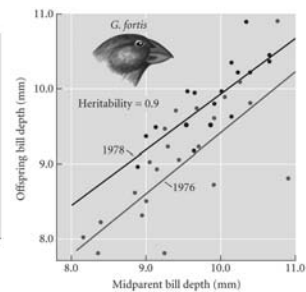 G. fortis
Heritability = 0.9
1978
1976
Offspring bill depth (mm)
11.0
10.0
9.0
8.0
8.0 9.0 10.0 11.0
Midparent bill depth (mm)